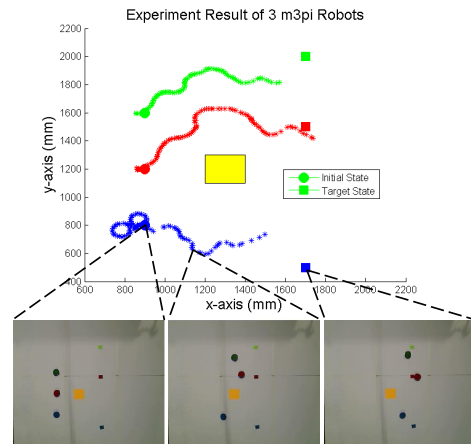 Experiment Result of 3 m3pi Robots
y-axis (mm)
2200
2000
1800
1600
1400
1200
1000
800
600
400
Initial State
Target State
600 800 1000 1200 1400 1600 1800 2000 2200
x-axis (mm)